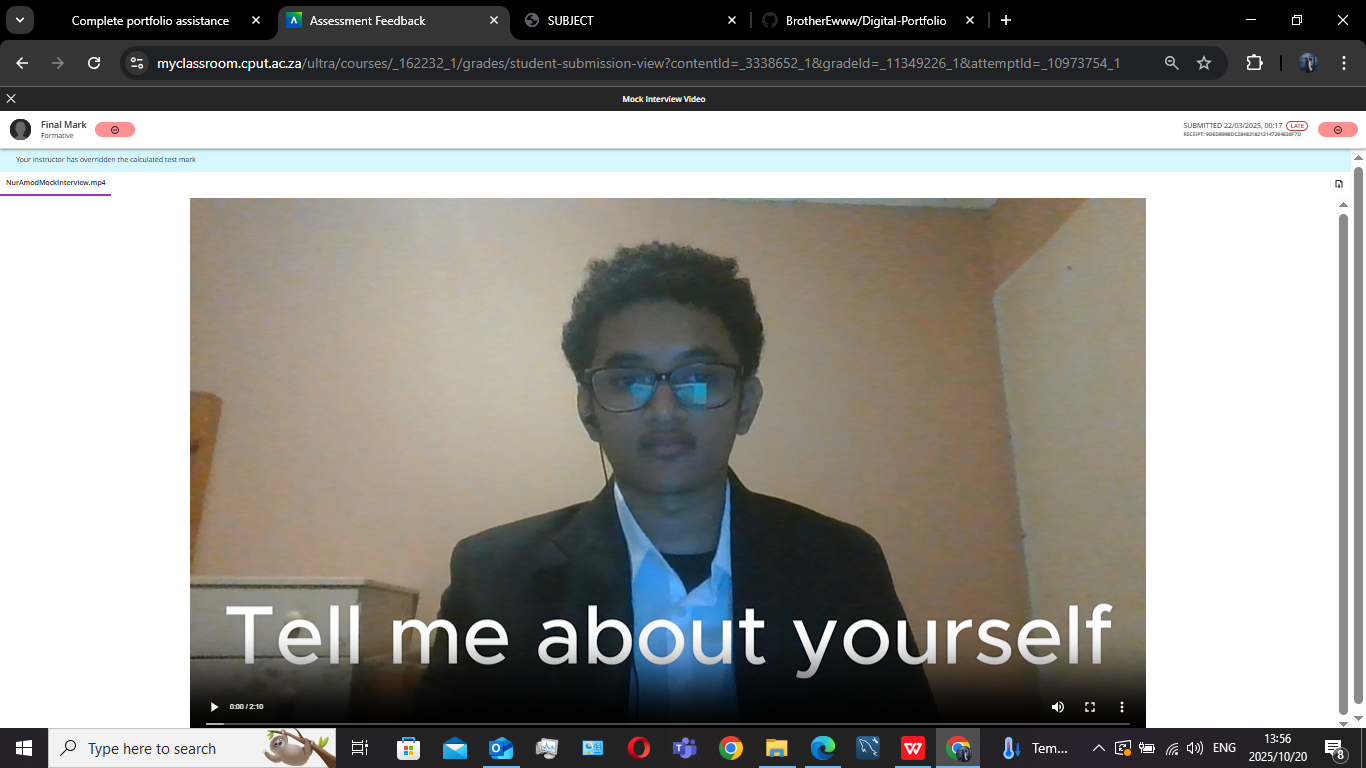 Complete portfolio assistance
Assessment Feedback
SUBJECT
BrotherEwww/Digital-Portfolio
myclassroom.cput.ac.za/ultra/courses/_162232_1/grades/student-submission-view?contentId=_3338652_1&gradeId=_11349226_1&attemptId=_10973754_1
Mock Interview Video
Final Mark
Formative
SUBMITTED 22/03/2025, 00:17 LATE
RECEIPT:
Your instructor has overridden the calculated test mark
NurAmodMockInterview.mp4
Tell me about yourself
0:00 / 2:10
Type here to search
Tem...
ENG
13:56
2025/10/20
8